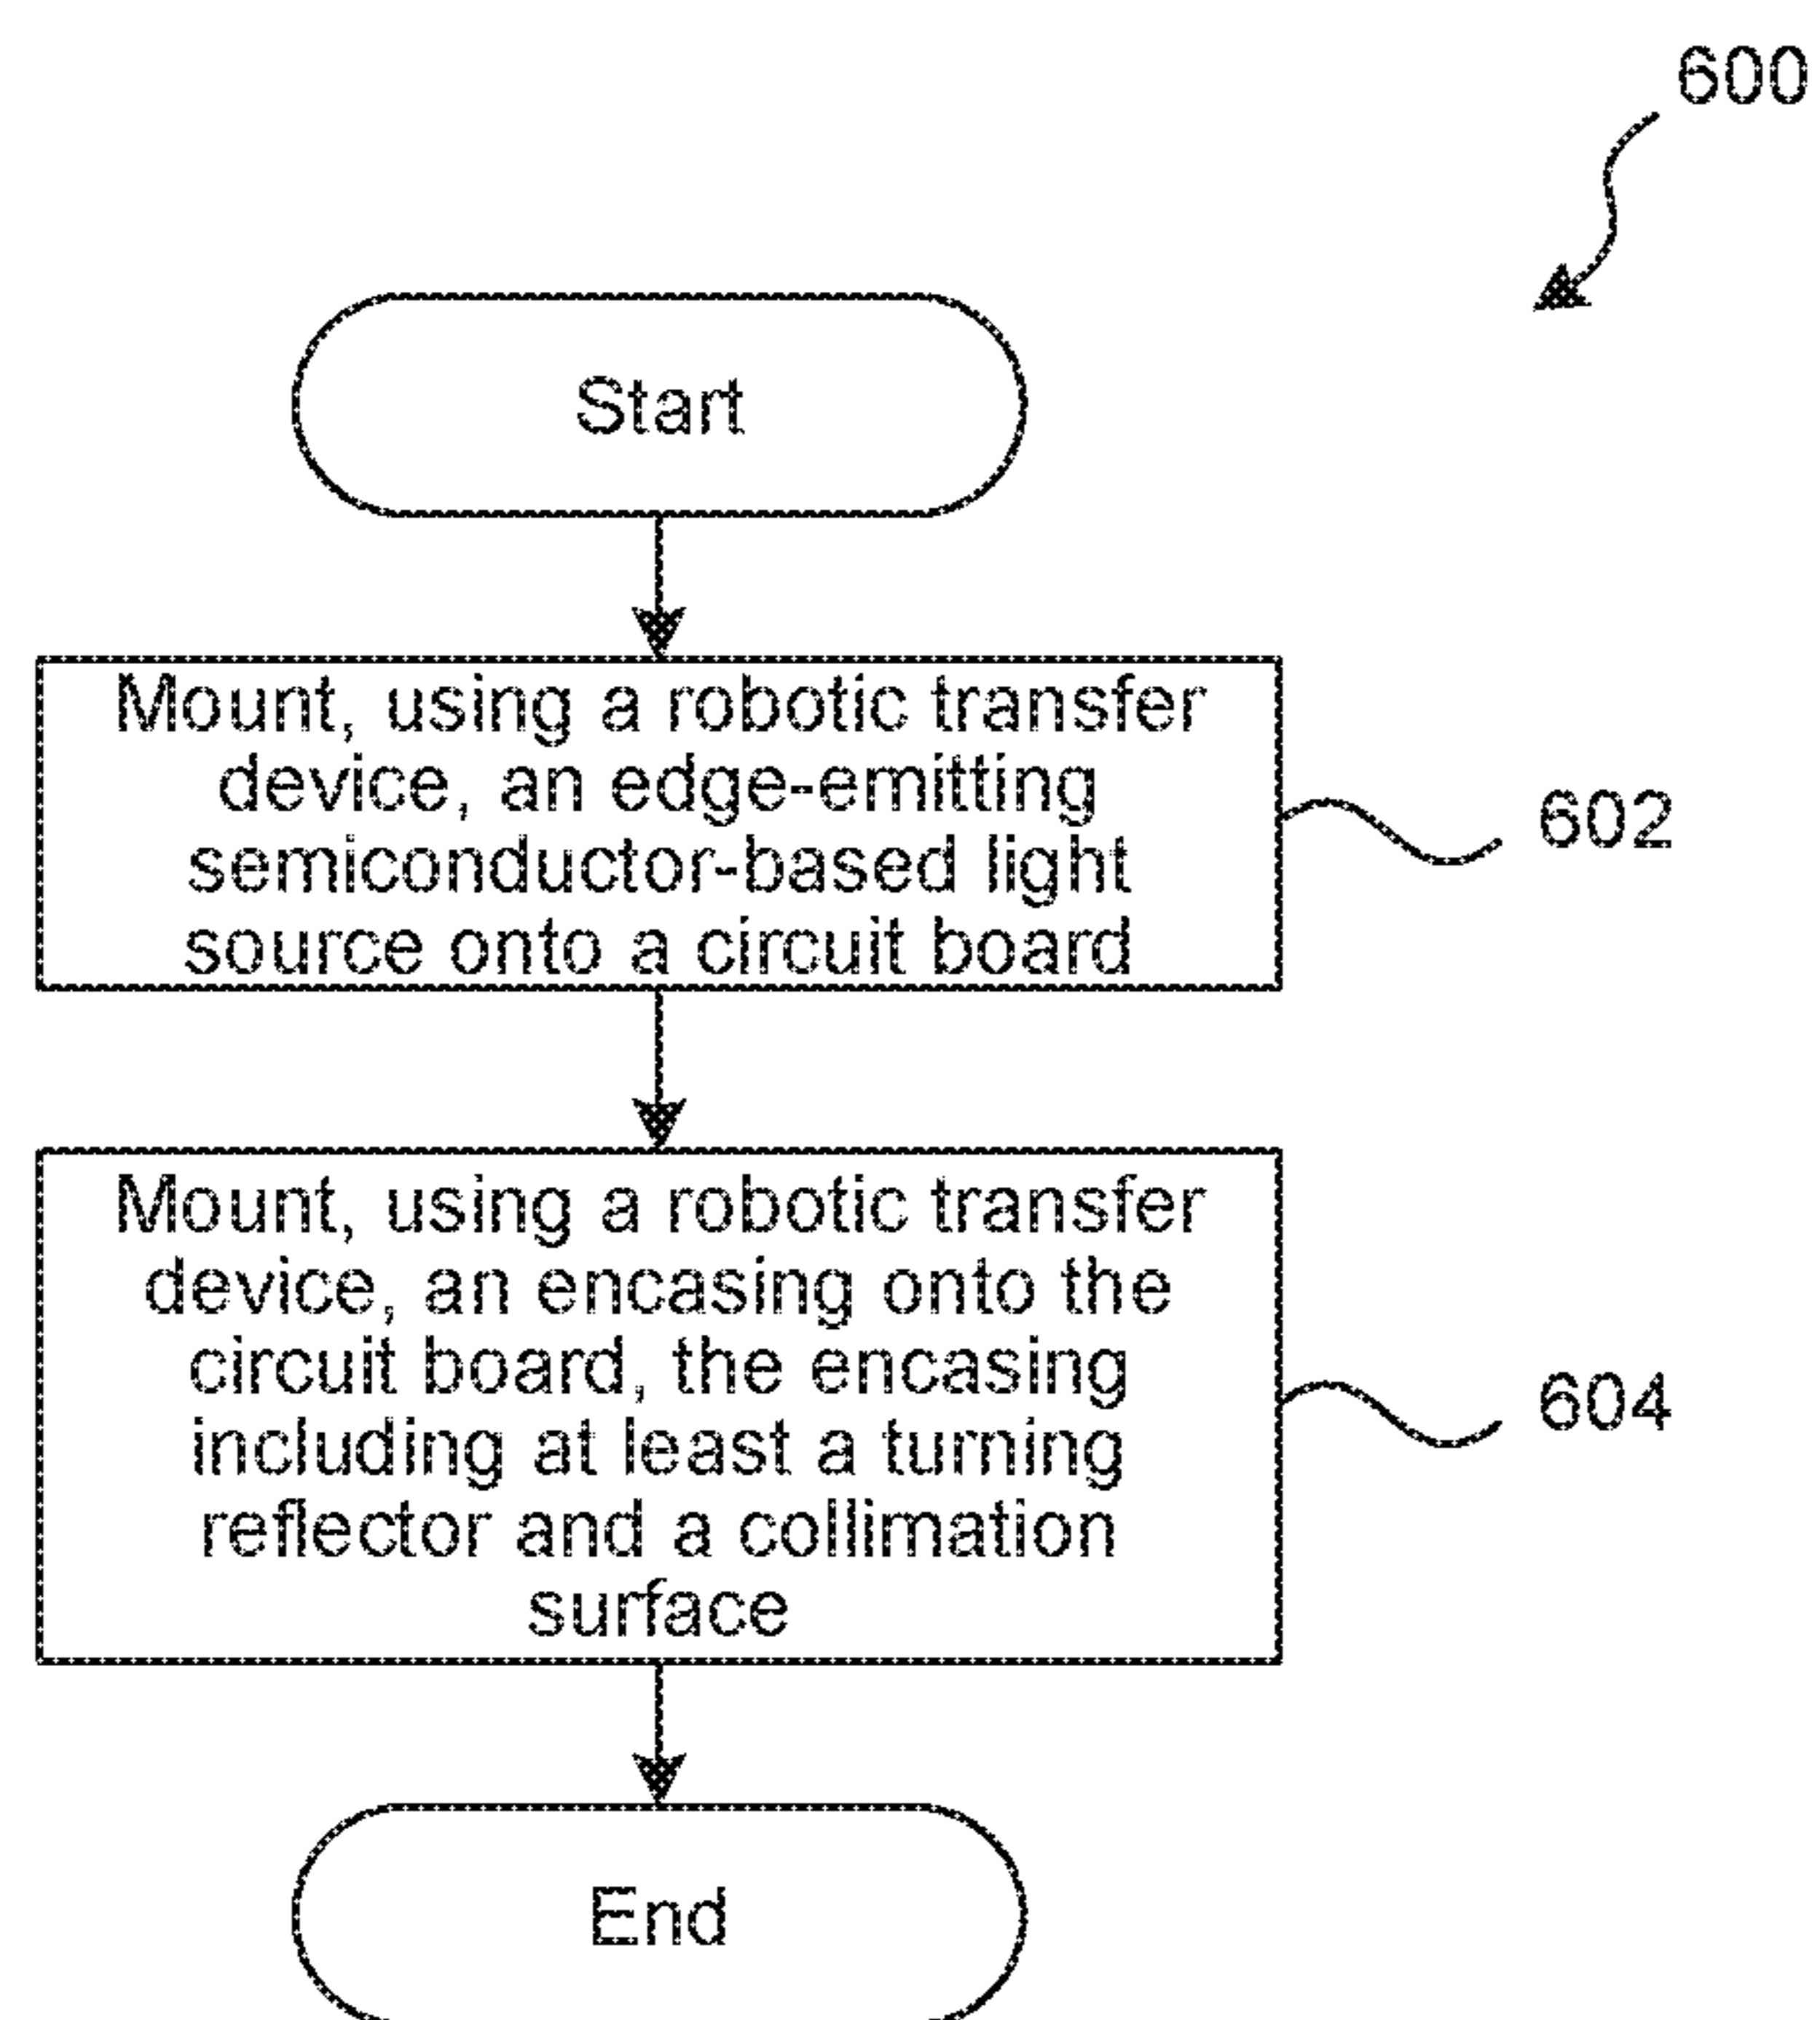 600
Start
Mount, using a robotic transfer
device, an edge-emitting
semiconductor-based light
source onto a circuit board
602
Mount, using a robotic transfer
device, an encasing onto the
circuit board, the encasing
including at least a turning
reflector and a collimation
surface
604
End